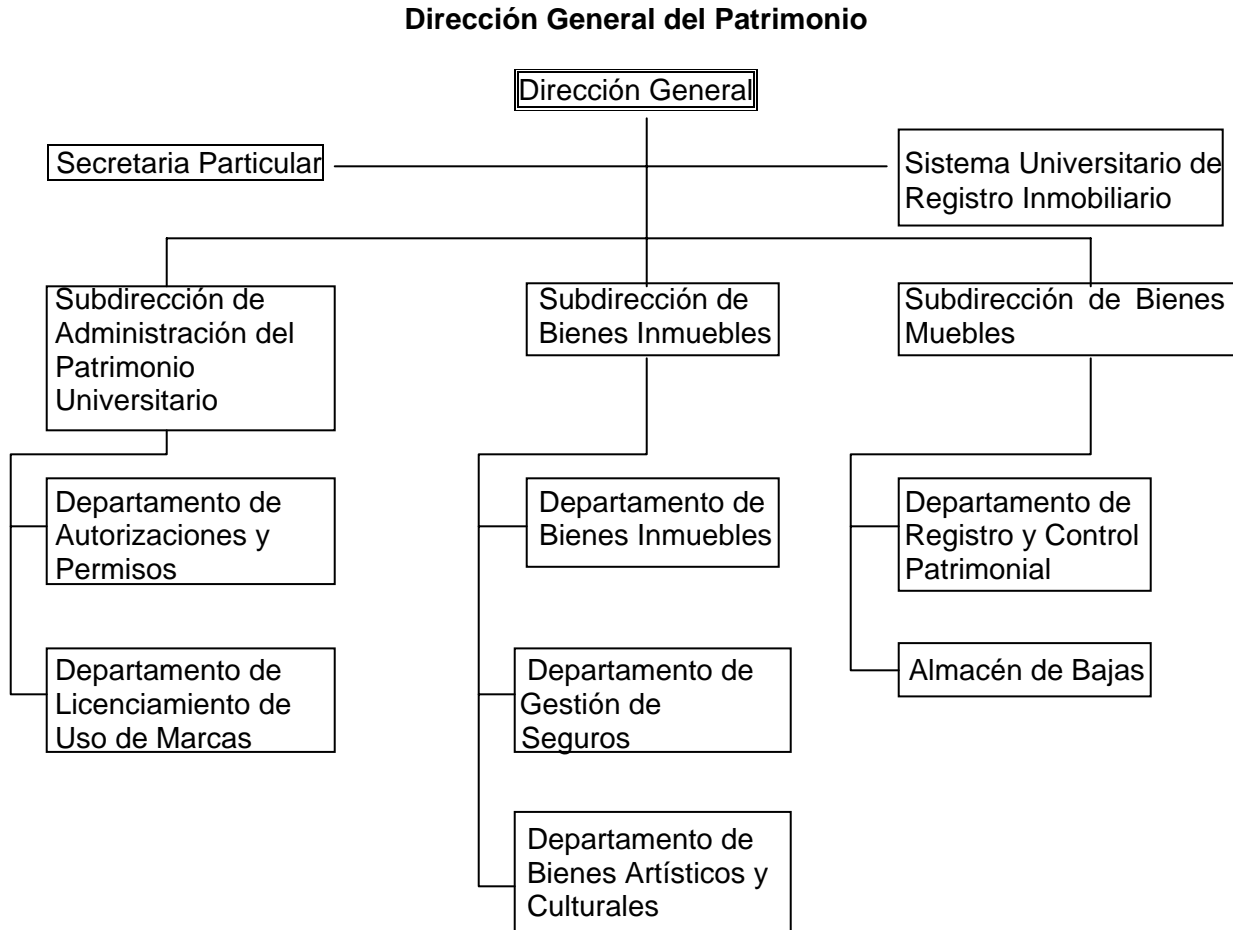 Dirección General del Patrimonio
Dirección General
Secretaria Particular
Sistema Universitario de
Registro Inmobiliario
Subdirección de
Administración del
Patrimonio
Universitario
Subdirección de
Bienes Inmuebles
Subdirección de Bienes
Muebles
Departamento de
Autorizaciones y
Permisos
Departamento de
Bienes Inmuebles
Departamento de
Registro y Control
Patrimonial
Departamento de
Licenciamiento de
Uso de Marcas
Departamento de
Gestión de
Seguros
Almacén de Bajas
Departamento de
Bienes Artísticos y
Culturales